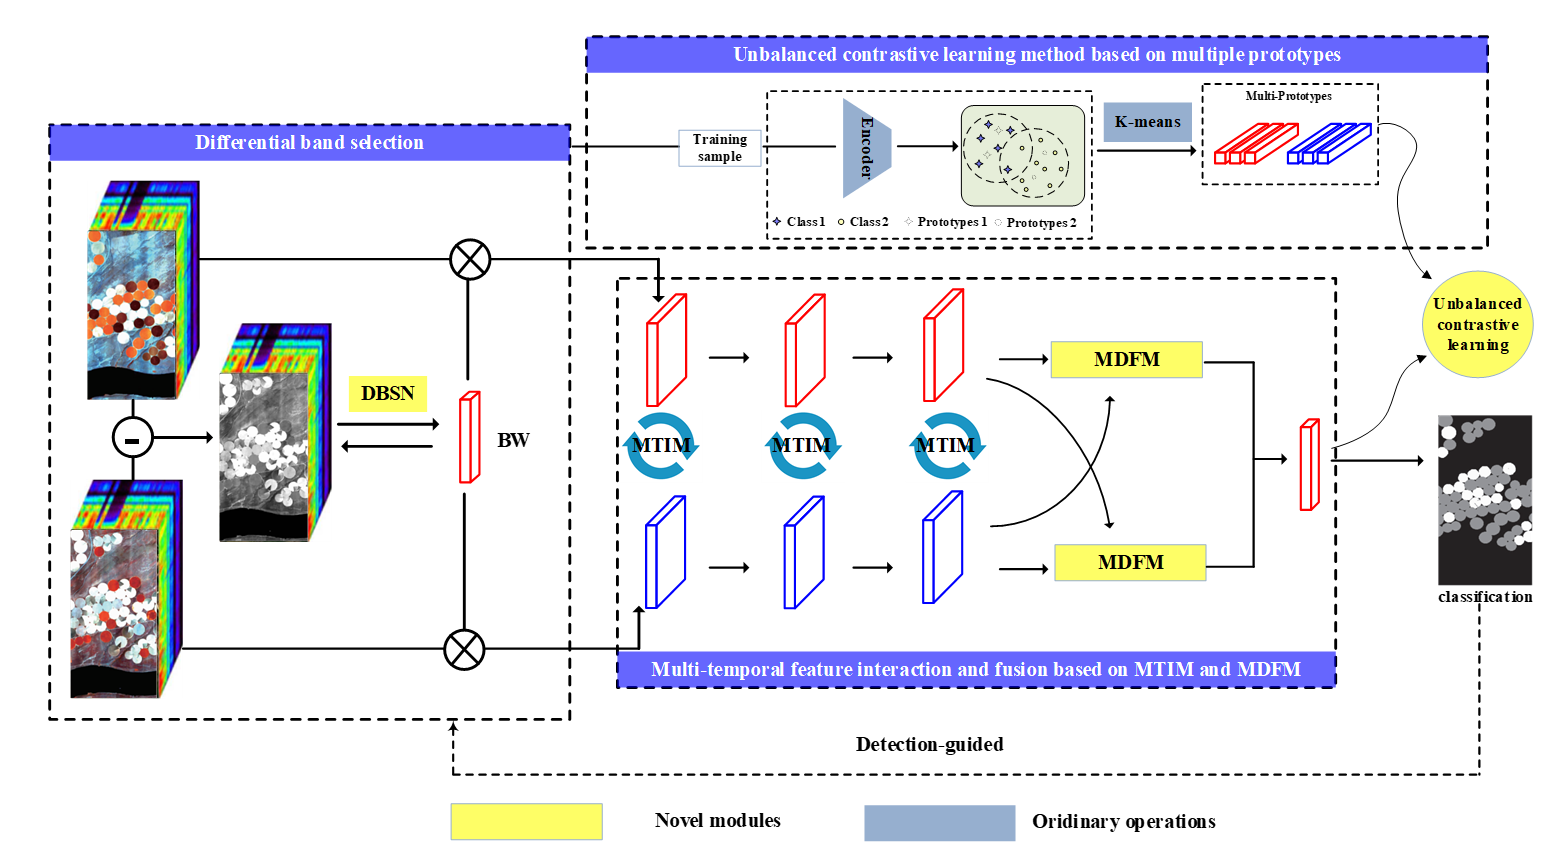 Unbalanced contrastive learning method based on multiple prototypes
Differential band selection
Training
sample
Encoder
K-means
Multi-Prototypes
Class1
Class2
Prototypes 1
Prototypes 2
Unbalanced
contrastive
learning
DBSN
BW
MTIM
MTIM
MTIM
MDFM
MDFM
classification
Multi-temporal feature interaction and fusion based on MTIM and MDFM
Detection-guided
Novel modules
Oridinary operations